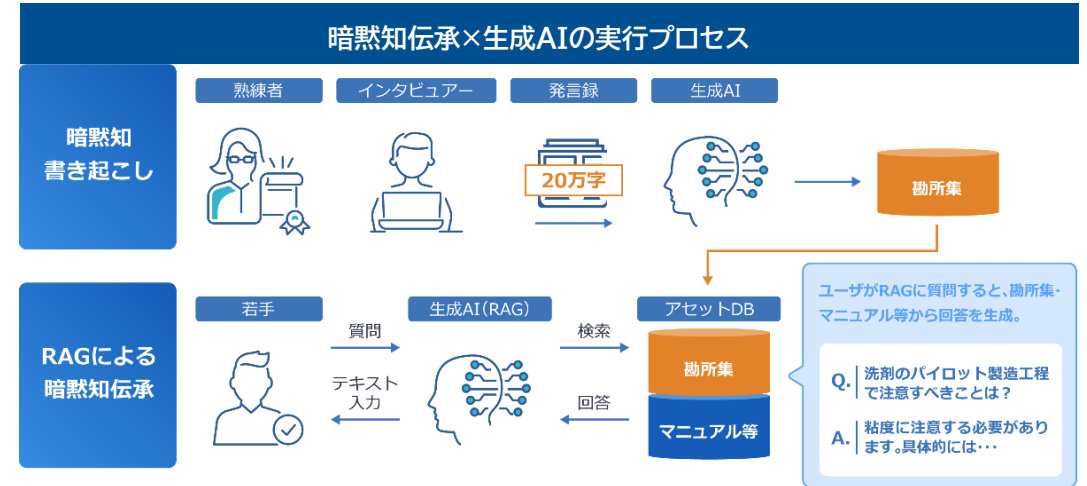 暗黙知伝承×生成AIの実行プロセス
暗黙知
書き起こし
熟練者
インタビュアー
発言録
生成AI
20万字
勘所集
RAGによる
暗黙知伝承
若手
生成AI(RAG)
アセットDB
質問
検索
テキスト
入力
回答
勘所集
マニュアル等
ユーザがRAGに質問すると、勘所集・
マニュアル等から回答を生成。
Q. 洗剤のパイロット製造工程
で注意すべきことは？
A. 粘度に注意する必要があり
ます。具体的には･･･